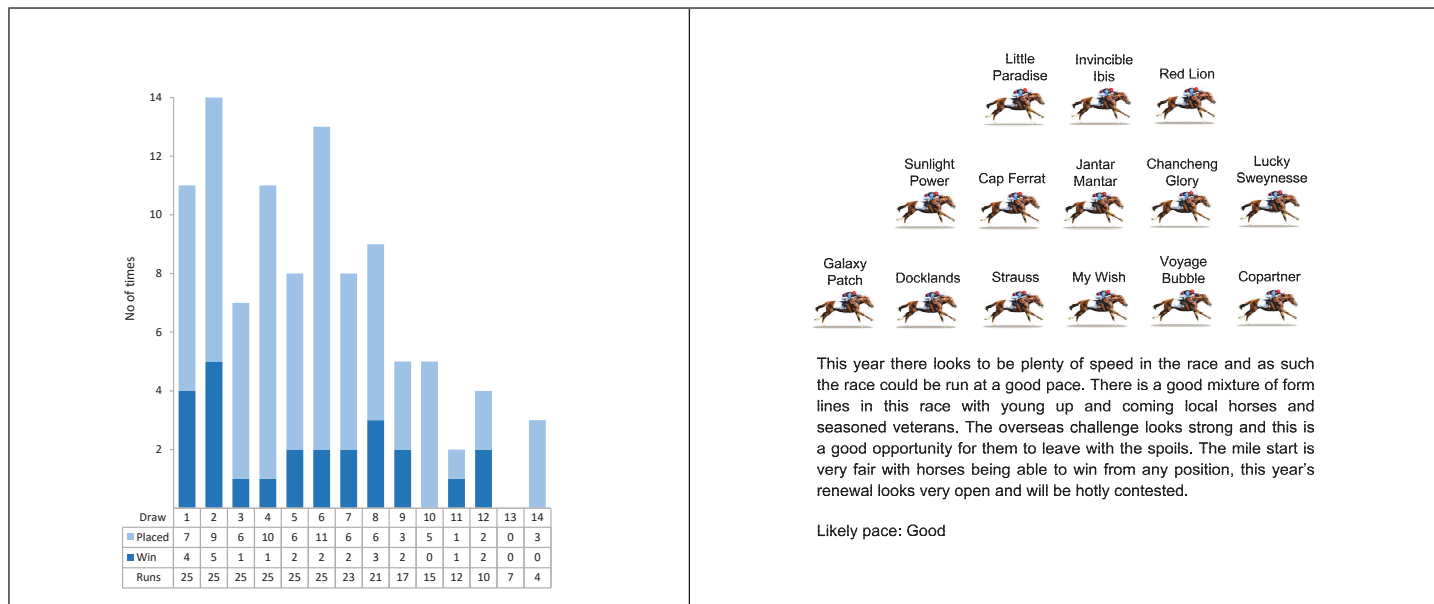 14
12
10
8
6
4
2
No of times
Draw 1 2 3 4 5 6 7 8 9 10 11 12 13 14
Placed 7 9 6 10 6 11 6 6 3 5 1 2 0 3
Win 4 5 1 1 2 2 2 3 2 0 1 2 0 0
Runs 25 25 25 25 25 25 23 21 17 15 12 10 7 4
Little Paradise
Invincible Ibis
Red Lion
Sunlight Power
Cap Ferrat
Jantar Mantar
Chancheng Glory
Lucky Sweynesse
Galaxy Patch
Docklands
Strauss
My Wish
Voyage Bubble
Copartner
This year there looks to be plenty of speed in the race and as such
the race could be run at a good pace. There is a good mixture of form
lines in this race with young up and coming local horses and
seasoned veterans. The overseas challenge looks strong and this is
a good opportunity for them to leave with the spoils. The mile start is
very fair with horses being able to win from any position, this year's
renewal looks very open and will be hotly contested.
Likely pace: Good